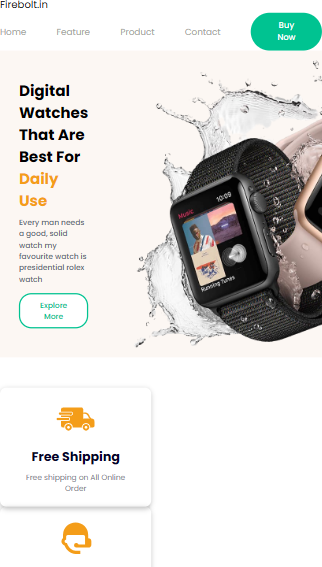 Firebolt.in
Home Feature Product Contact Buy
Now
Digital
Watches
That Are
Best For
Daily
Use
Every man needs
a good, solid
watch my
favourite watch is
presidential rolex
watch
Explore
More
Music 10:09
Running Tunes
Free Shipping
Free shipping on All Online
Order